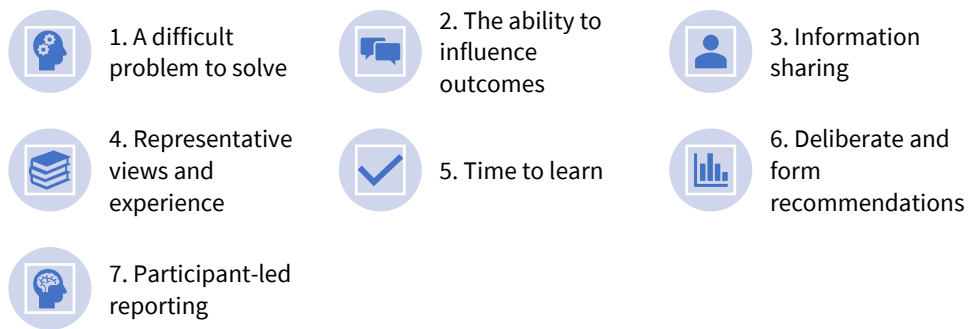 1. A difficult
problem to solve
2. The ability to
influence
outcomes
3. Information
sharing
4. Representative
views and
experience
5. Time to learn
6. Deliberate and
form
recommendations
7. Participant-led
reporting